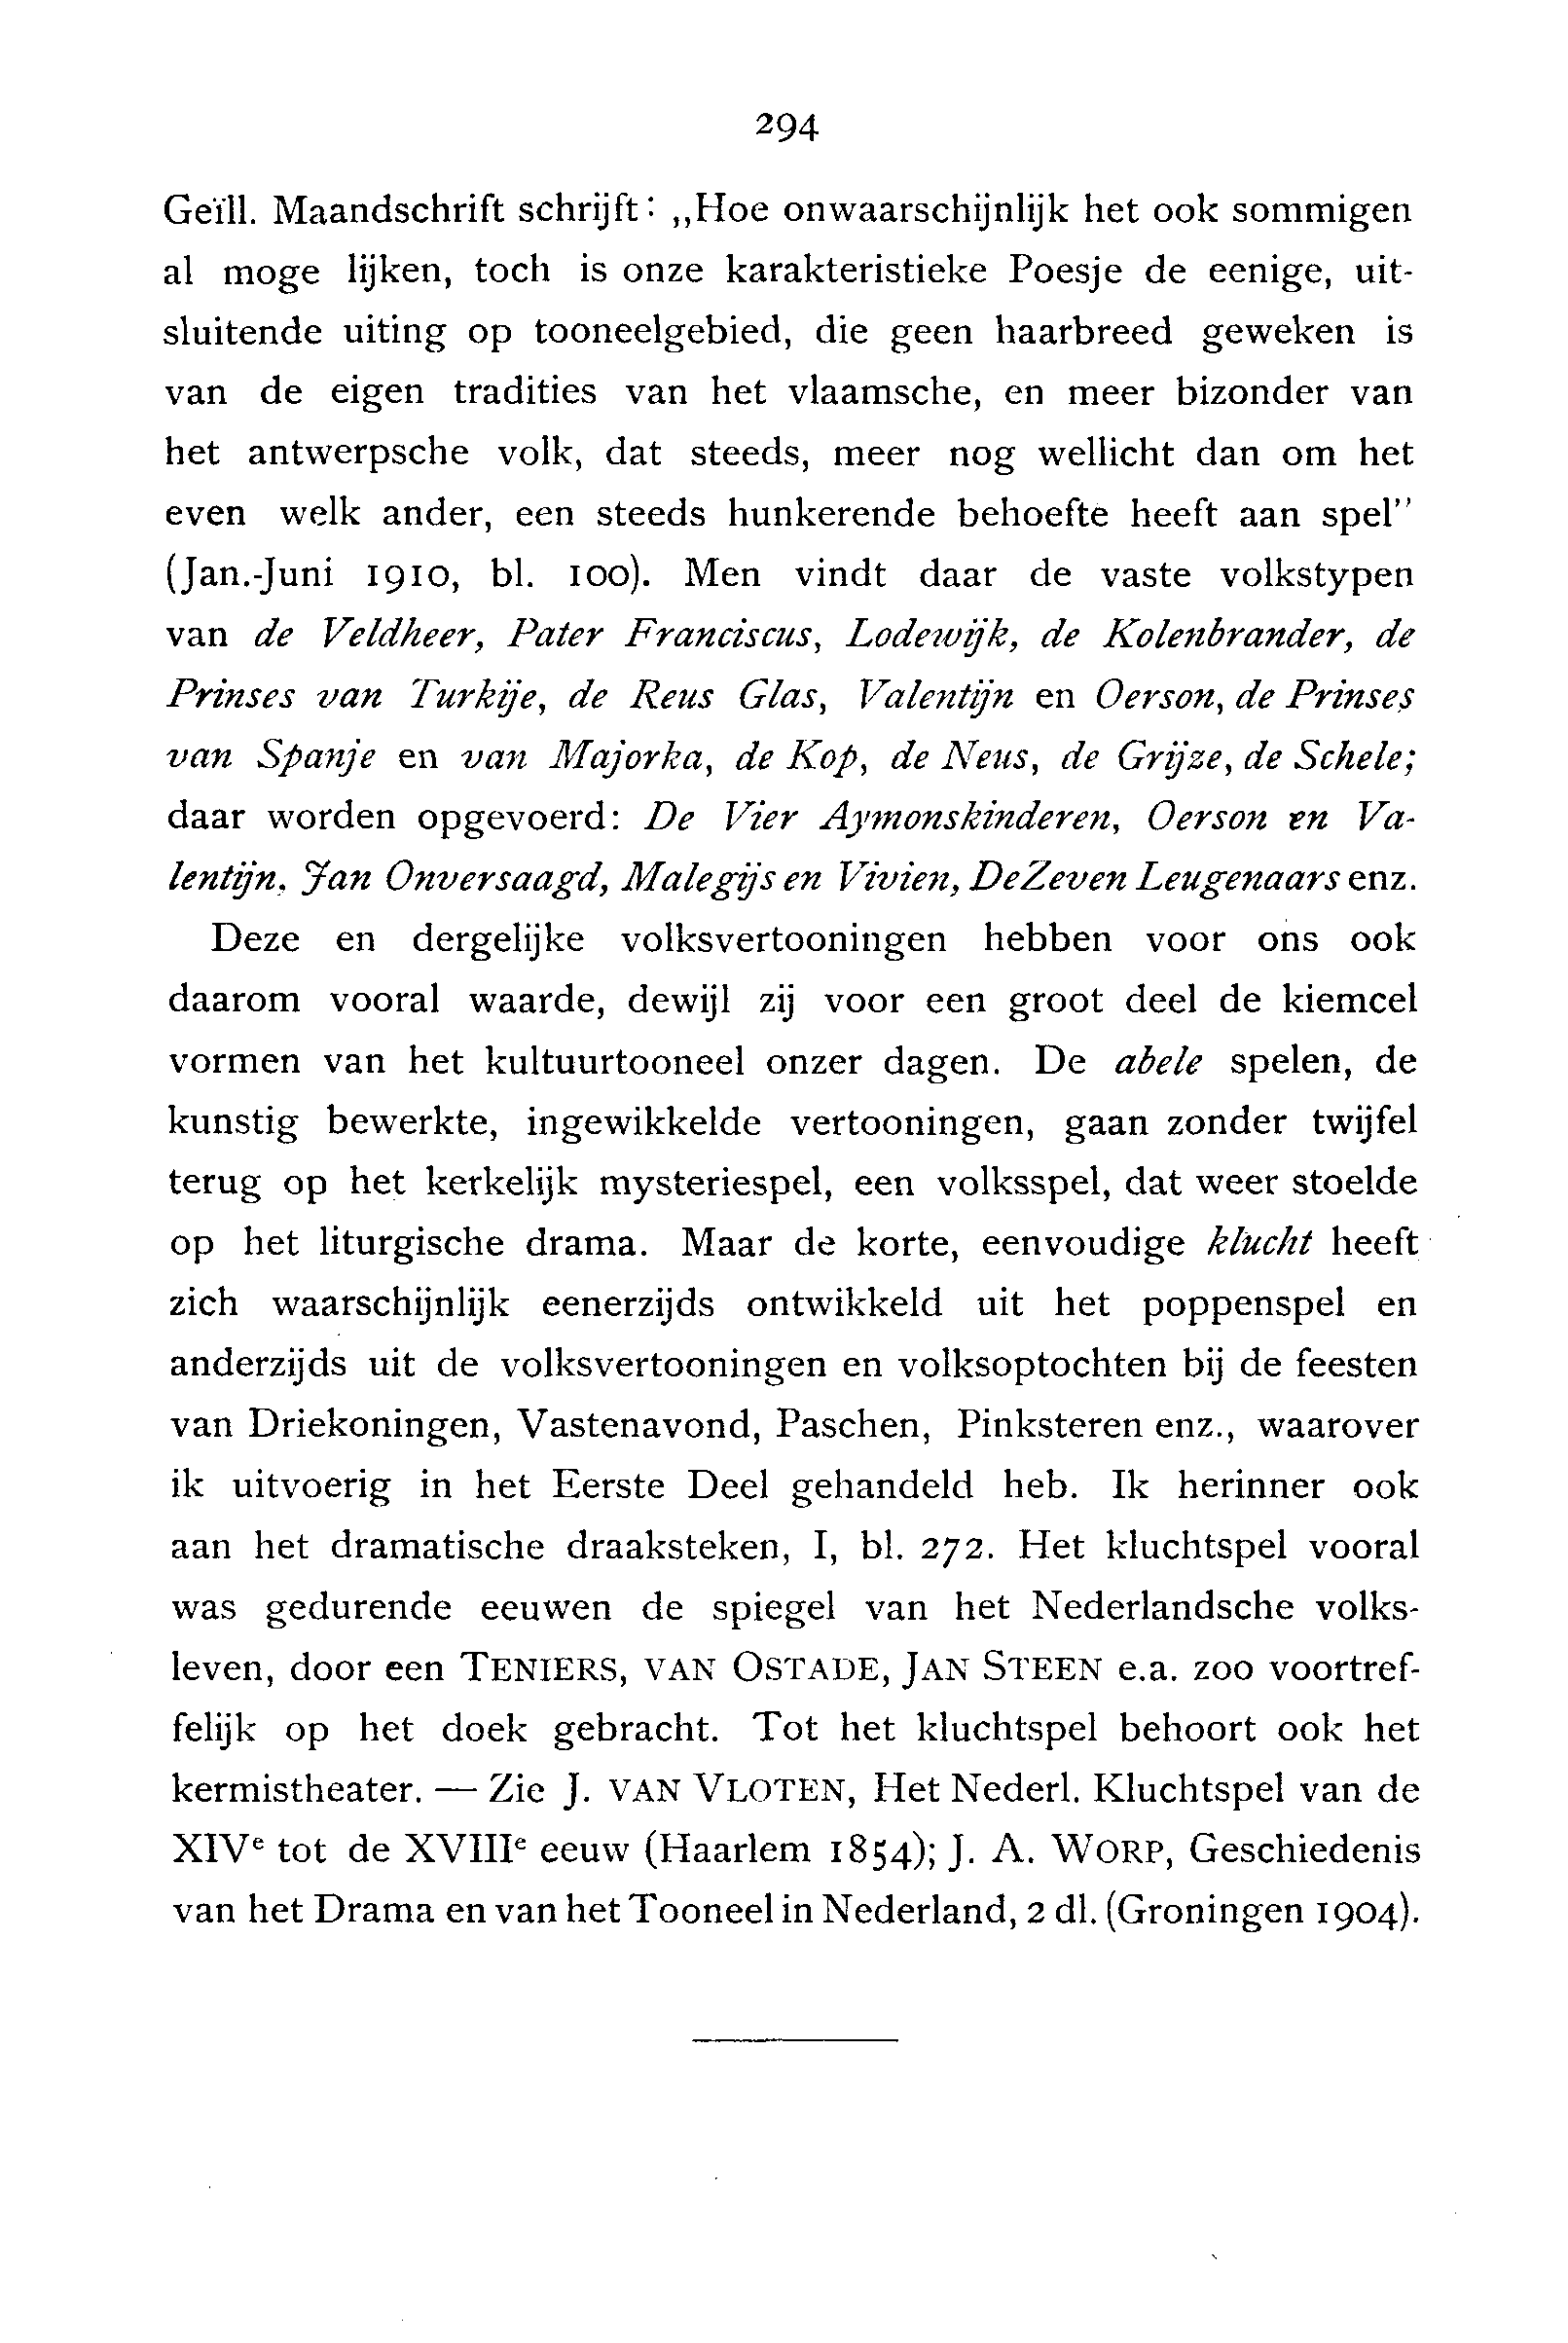 294
Geïll. Maandschrift schrijft: „Hoe onwaarschijnlijk het ook sommigen
al moge lijken, toch is onze karakteristieke Poesje de eenige, uit-
sluitende uiting op tooneelgebied, die geen haarbreed geweken is
van de eigen tradities van het vlaamsche, en meer bizonder van
het antwerpsche volk, dat steeds, meer nog wellicht dan om het
even welk ander, een steeds hunkerende behoefte heeft aan spel”
(Jan.-Juni 1910, bl. 100). Men vindt daar de vaste volkstypen
van de Veldheer, Pater Franciscus, Lodewijk, de Kolenbrander, de
Prinses van Turkije, de Reus Glas, Valentijn en Oerson, de Prinses
van Spanje en van Majorka, de Kop, de Neus, de Grijze, de Schele;
daar worden opgevoerd: De Vier Aymonskinderen, Oerson en Va-
lentijn, Jan Onversaagd, Malegijs en Vivien, De Zeven Leugenaars enz.
Deze en dergelijke volksvertooningen hebben voor ons ook
daarom vooral waarde, dewijl zij voor een groot deel de kiemcel
vormen van het kultuurtooneel onzer dagen. De abele spelen, de
kunstig bewerkte, ingewikkelde vertooningen, gaan zonder twijfel
terug op het kerkelijk mysteriespel, een volksspel, dat weer stoelde
op het liturgische drama. Maar de korte, eenvoudige klucht heeft
zich waarschijnlijk eenerzijds ontwikkeld uit het poppenspel en
anderzijds uit de volksvertooningen en volksoptochten bij de feesten
van Driekoningen, Vastenavond, Paschen, Pinksteren enz., waarover
ik uitvoerig in het Eerste Deel gehandeld heb. Ik herinner ook
aan het dramatische draaksteken, I, bl. 272. Het kluchtspel vooral
was gedurende eeuwen de spiegel van het Nederlandsche volks-
leven, door een TENIERS, VAN OSTADE, JAN STEEN e.a. zoo voortref-
felijk op het doek gebracht. Tot het kluchtspel behoort ook het
kermistheater. — Zie J. VAN VLOTEN, Het Nederl. Kluchtspel van de
XIVᵉ tot de XVIIIᵉ eeuw (Haarlem 1854); J. A. WORP, Geschiedenis
van het Drama en van het Tooneel in Nederland, 2 dl. (Groningen 1904).